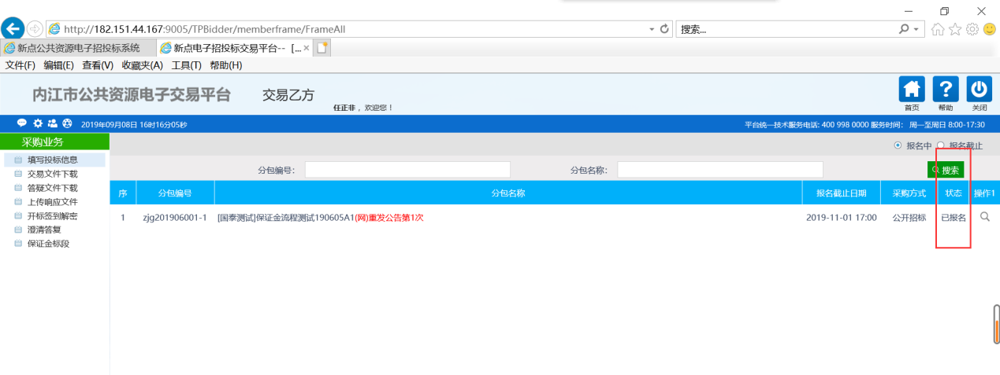 http://182.151.44.167:9005/TPBidder/memberframe/FrameAll
搜索...
新点公共资源电子招投标系统
新点电子招投标交易平台-- [...
文件(F) 编辑(E) 查看(V) 收藏夹(A) 工具(T) 帮助(H)
内江市公共资源电子交易平台 交易乙方
任正非，欢迎您！
首页 帮助 关闭
2019年09月08日 16时16分05秒
平台统一技术服务电话: 400 998 0000 服务时间: 周一至周日 8:00-17:30
采购业务
报名中 报名截止
填写投标信息
交易文件下载
答疑文件下载
上传响应文件
开标签到解密
澄清答复
保证金标段
分包编号: 分包名称: 搜索
序 分包编号 分包名称 报名截止日期 采购方式 状态 操作1
1 zjg201906001-1 [国泰测试]保证金流程测试190605A1(网)重发公告第1次 2019-11-01 17:00 公开招标 已报名